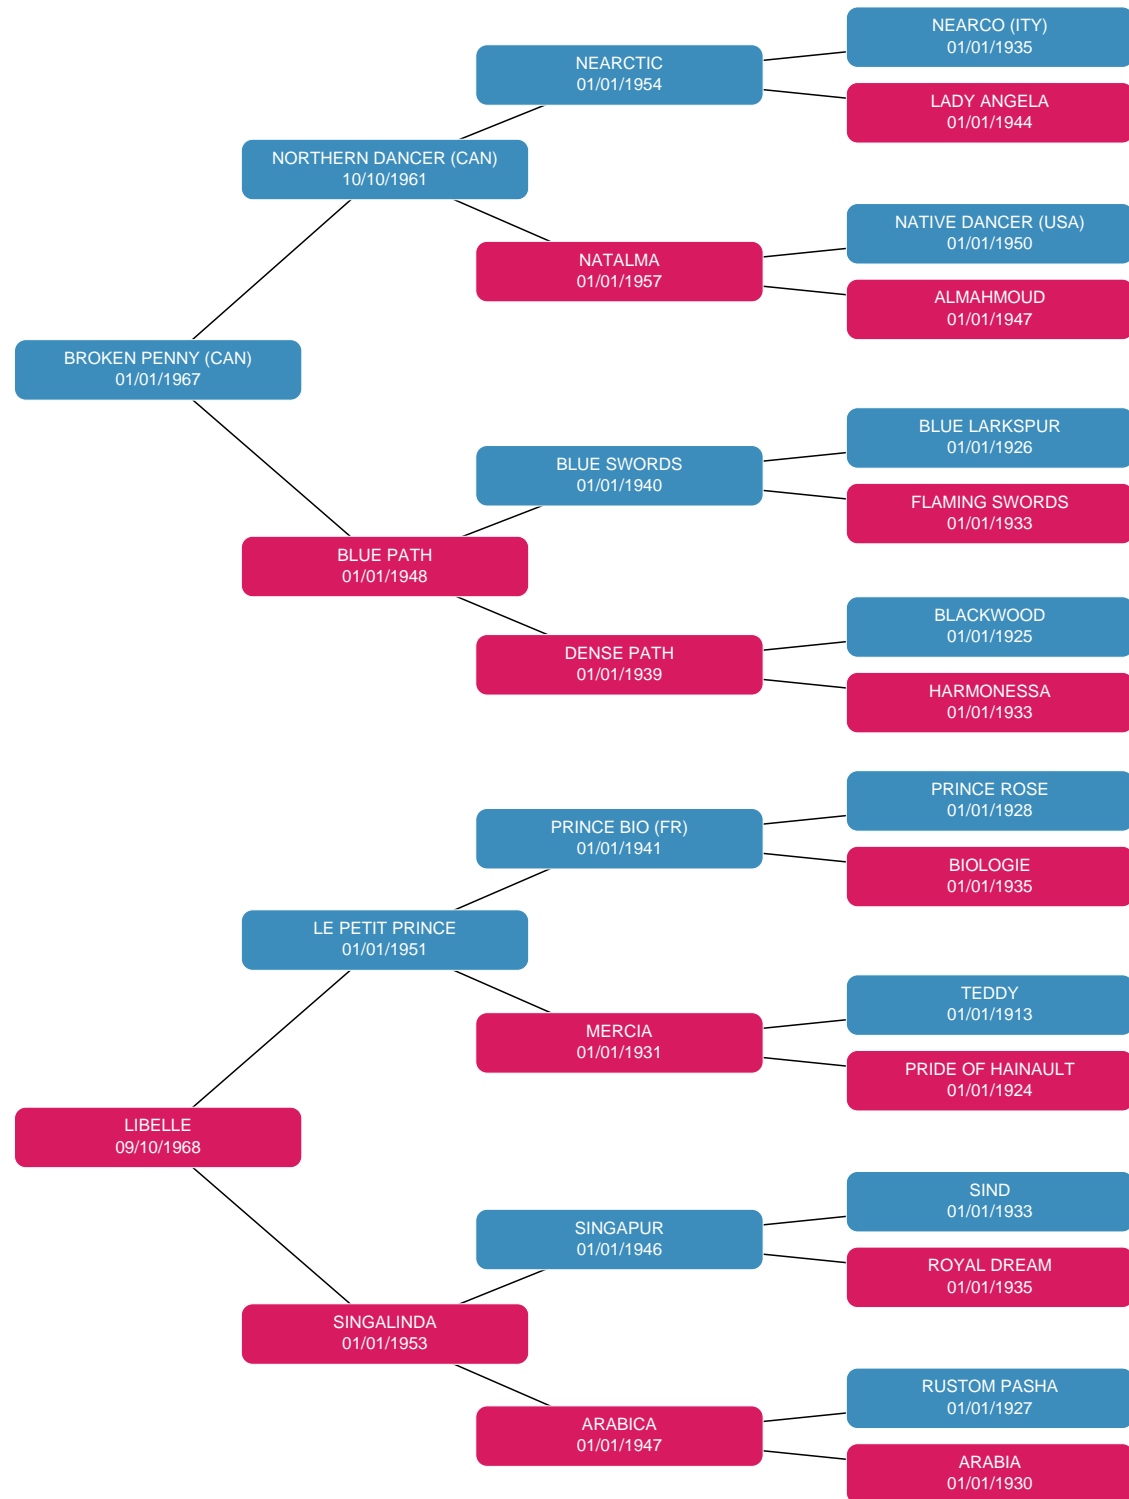 NEARCO (ITY)
01/01/1935
NEARCTIC
01/01/1954
LADY ANGELA
01/01/1944
NORTHERN DANCER (CAN)
10/10/1961
NATIVE DANCER (USA)
01/01/1950
NATALMA
01/01/1957
ALMAHMOUD
01/01/1947
BROKEN PENNY (CAN)
01/01/1967
BLUE LARKSPUR
01/01/1926
BLUE SWORDS
01/01/1940
FLAMING SWORDS
01/01/1933
BLUE PATH
01/01/1948
BLACKWOOD
01/01/1925
DENSE PATH
01/01/1939
HARMONESSA
01/01/1933
PRINCE ROSE
01/01/1928
PRINCE BIO (FR)
01/01/1941
BIOLOGIE
01/01/1935
LE PETIT PRINCE
01/01/1951
TEDDY
01/01/1913
MERCIA
01/01/1931
PRIDE OF HAINAULT
01/01/1924
LIBELLE
09/10/1968
SIND
01/01/1933
SINGAPUR
01/01/1946
ROYAL DREAM
01/01/1935
SINGALINDA
01/01/1953
RUSTOM PASHA
01/01/1927
ARABICA
01/01/1947
ARABIA
01/01/1930